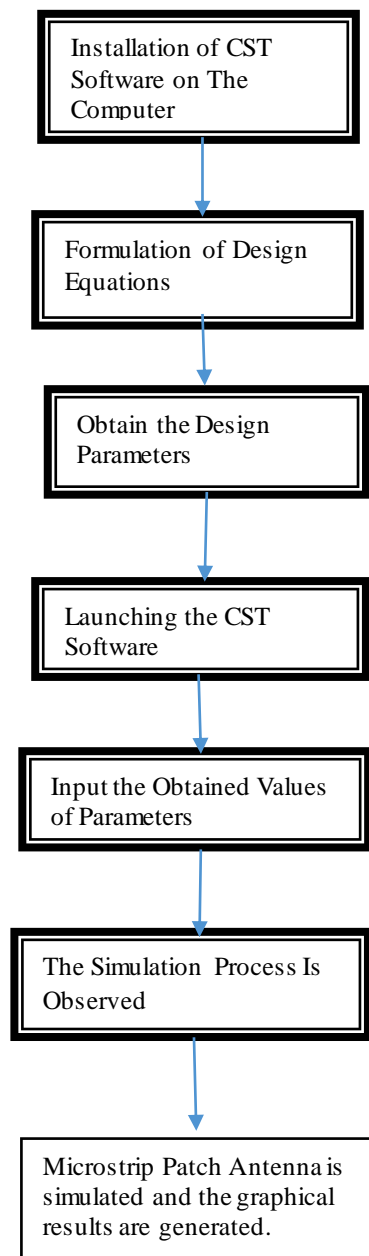 Installation of CST
Software on The
Computer
Formulation of Design
Equations
Obtain the Design
Parameters
Launching the CST
Software
Input the Obtained Values
of Parameters
The Simulation Process Is
Observed
Microstrip Patch Antenna is
simulated and the graphical
results are generated.